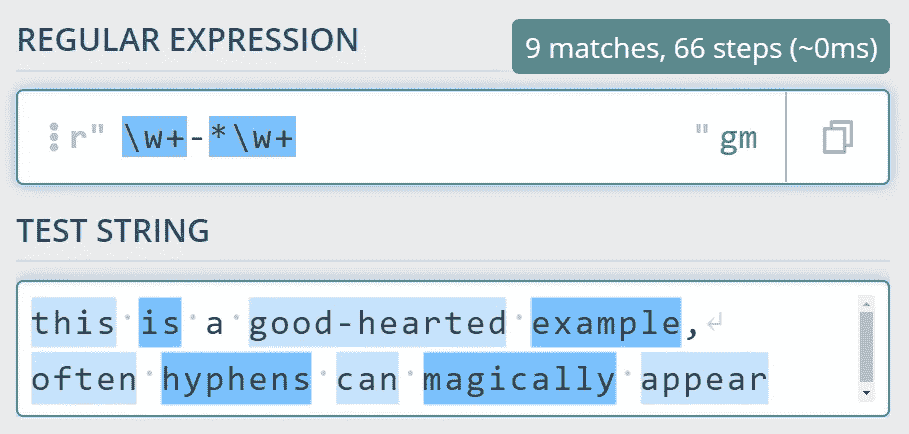 REGULAR EXPRESSION
9 matches, 66 steps (~0ms)
r" \w+-*\w+ " gm
TEST STRING
this·is·a·good-hearted·example,↵
often·hyphens·can·magically·appear